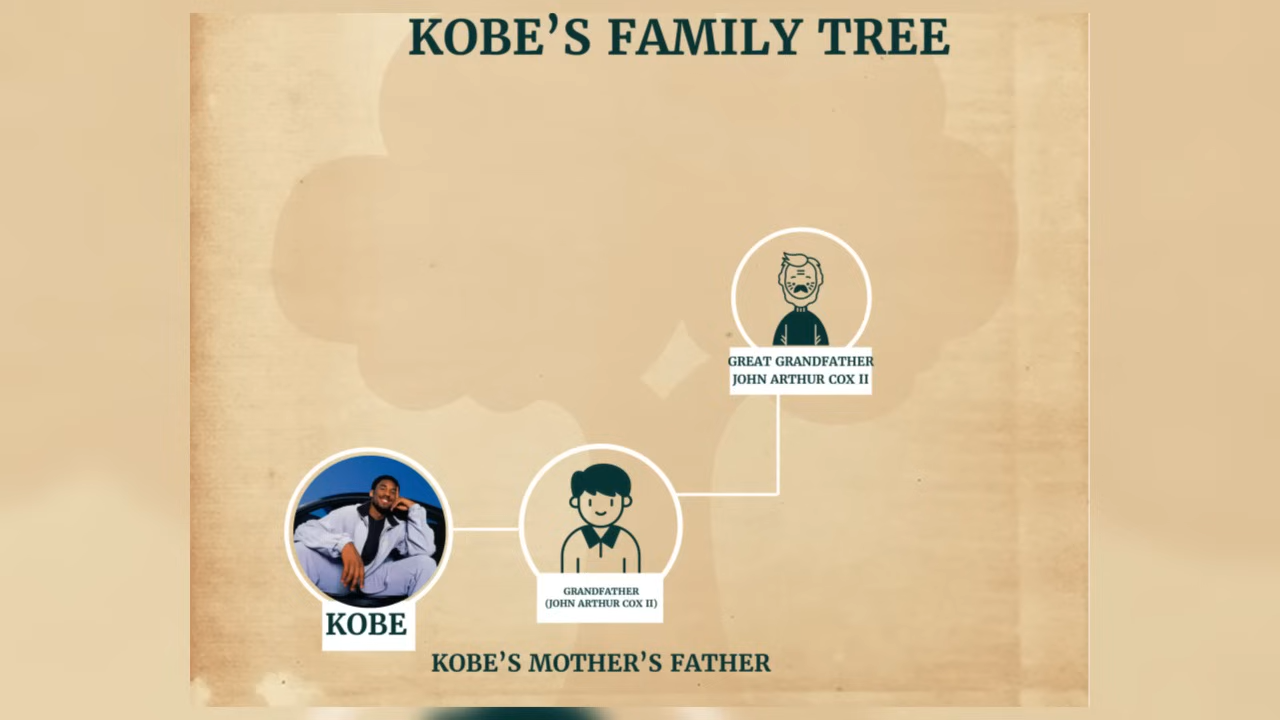 KOBE'S FAMILY TREE
GREAT GRANDFATHER
JOHN ARTHUR COX II
GRANDFATHER
(JOHN ARTHUR COX II)
KOBE
KOBE'S MOTHER'S FATHER